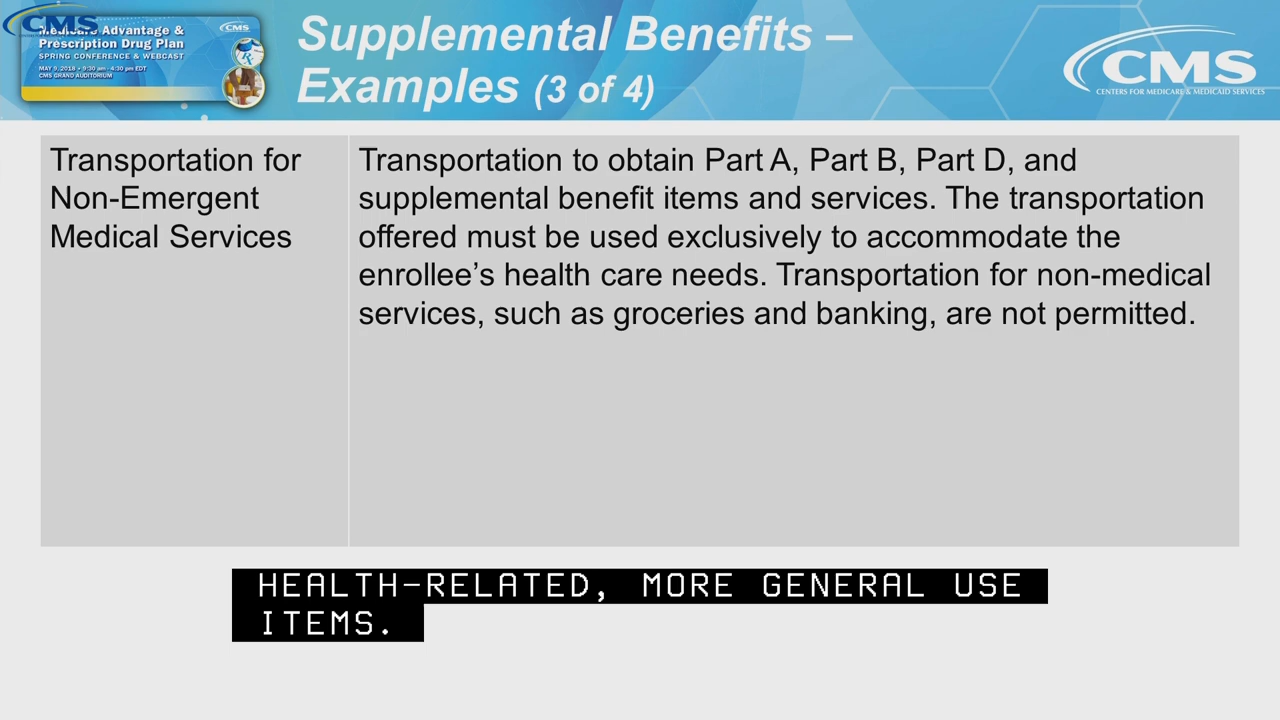 CMS
Medicare Advantage &
Prescription Drug Plan
SPRING CONFERENCE & WEBCAST
MAY 9, 2018 • 9:30 am - 4:30 pm EDT
CMS GRAND AUDITORIUM
CMS
Supplemental Benefits –
Examples (3 of 4)
CMS
CENTERS FOR MEDICARE & MEDICAID SERVICES
Transportation for
Non-Emergent
Medical Services
Transportation to obtain Part A, Part B, Part D, and
supplemental benefit items and services. The transportation
offered must be used exclusively to accommodate the
enrollee’s health care needs. Transportation for non-medical
services, such as groceries and banking, are not permitted.
HEALTH-RELATED, MORE GENERAL USE
ITEMS.